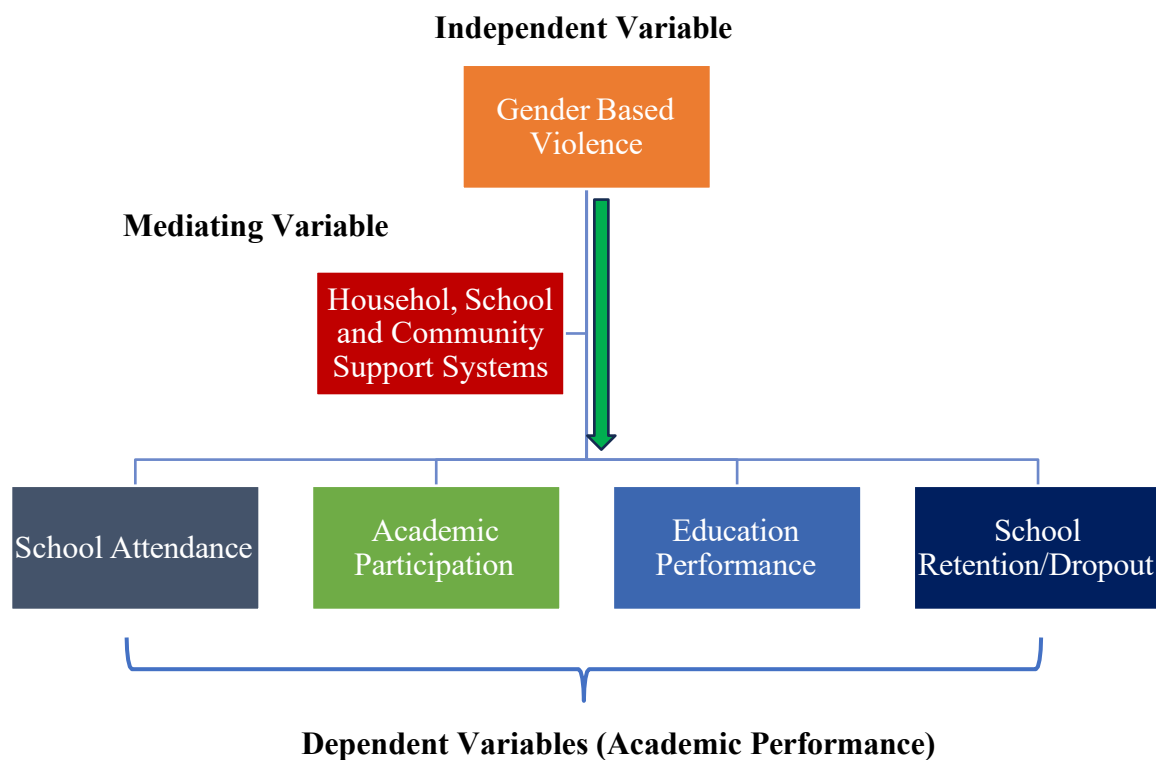 Independent Variable
Gender Based
Violence
Mediating Variable
Househol, School
and Community
Support Systems
School Attendance
Academic
Participation
Education
Performance
School
Retention/Dropout
Dependent Variables (Academic Performance)